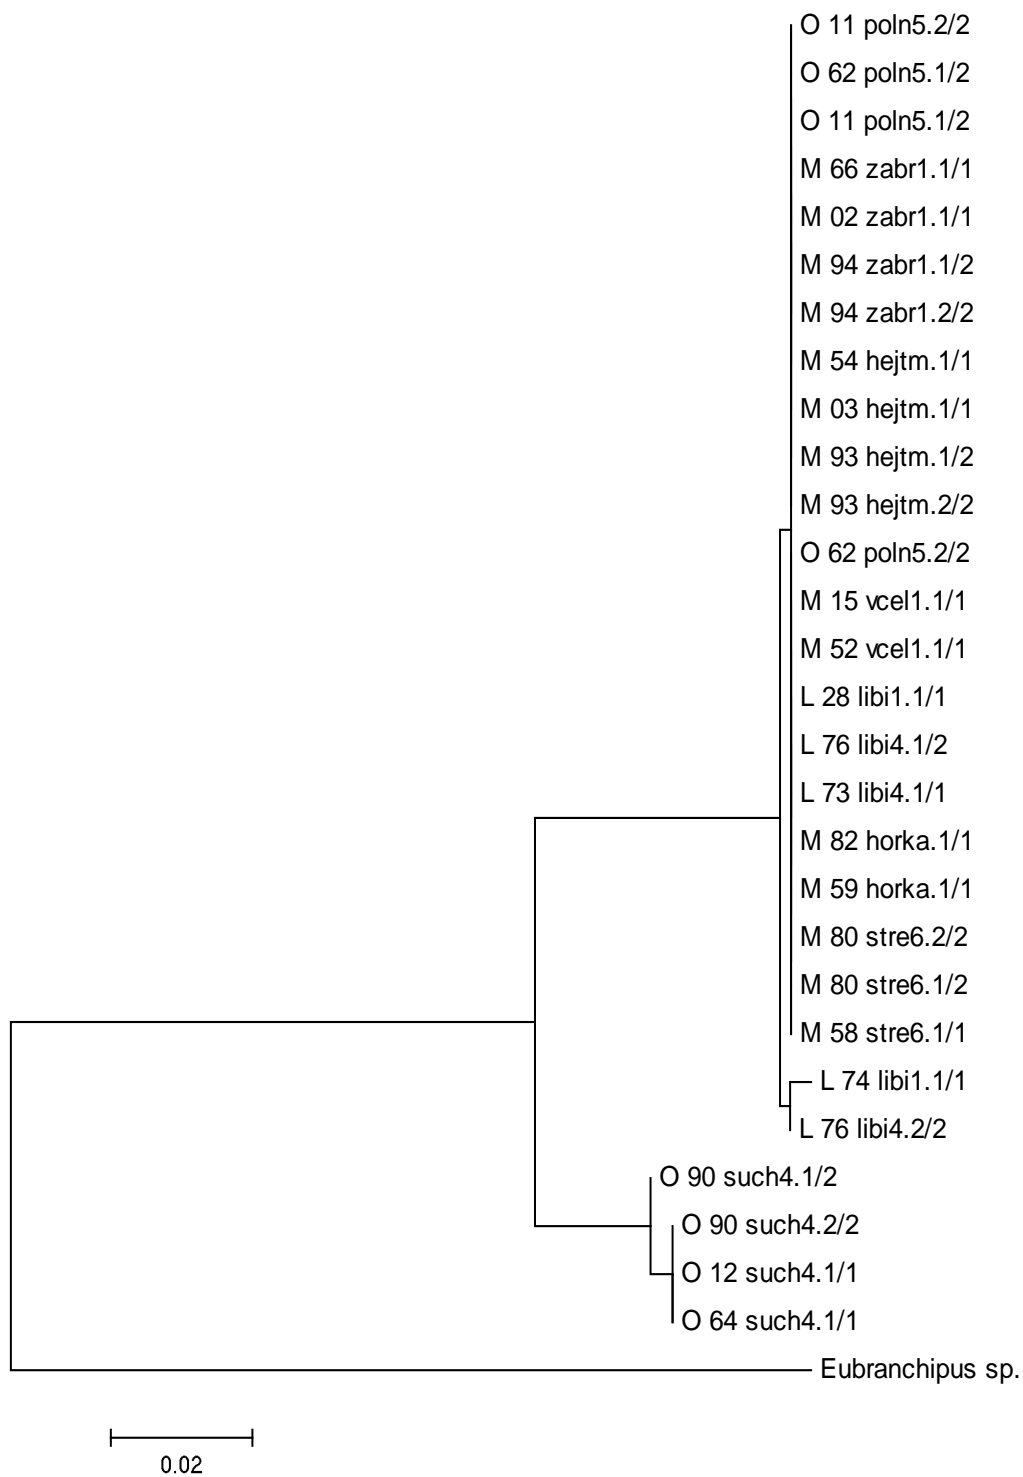 O 11 poln5.2/2
O 62 poln5.1/2
O 11 poln5.1/2
M 66 zabr1.1/1
M 02 zabr1.1/1
M 94 zabr1.1/2
M 94 zabr1.2/2
M 54 hejtm.1/1
M 03 hejtm.1/1
M 93 hejtm.1/2
M 93 hejtm.2/2
O 62 poln5.2/2
M 15 vcel1.1/1
M 52 vcel1.1/1
L 28 libi1.1/1
L 76 libi4.1/2
L 73 libi4.1/1
M 82 horka.1/1
M 59 horka.1/1
M 80 stre6.2/2
M 80 stre6.1/2
M 58 stre6.1/1
L 74 libi1.1/1
L 76 libi4.2/2
O 90 such4.1/2
O 90 such4.2/2
O 12 such4.1/1
O 64 such4.1/1
Eubranchipus sp.
0.02